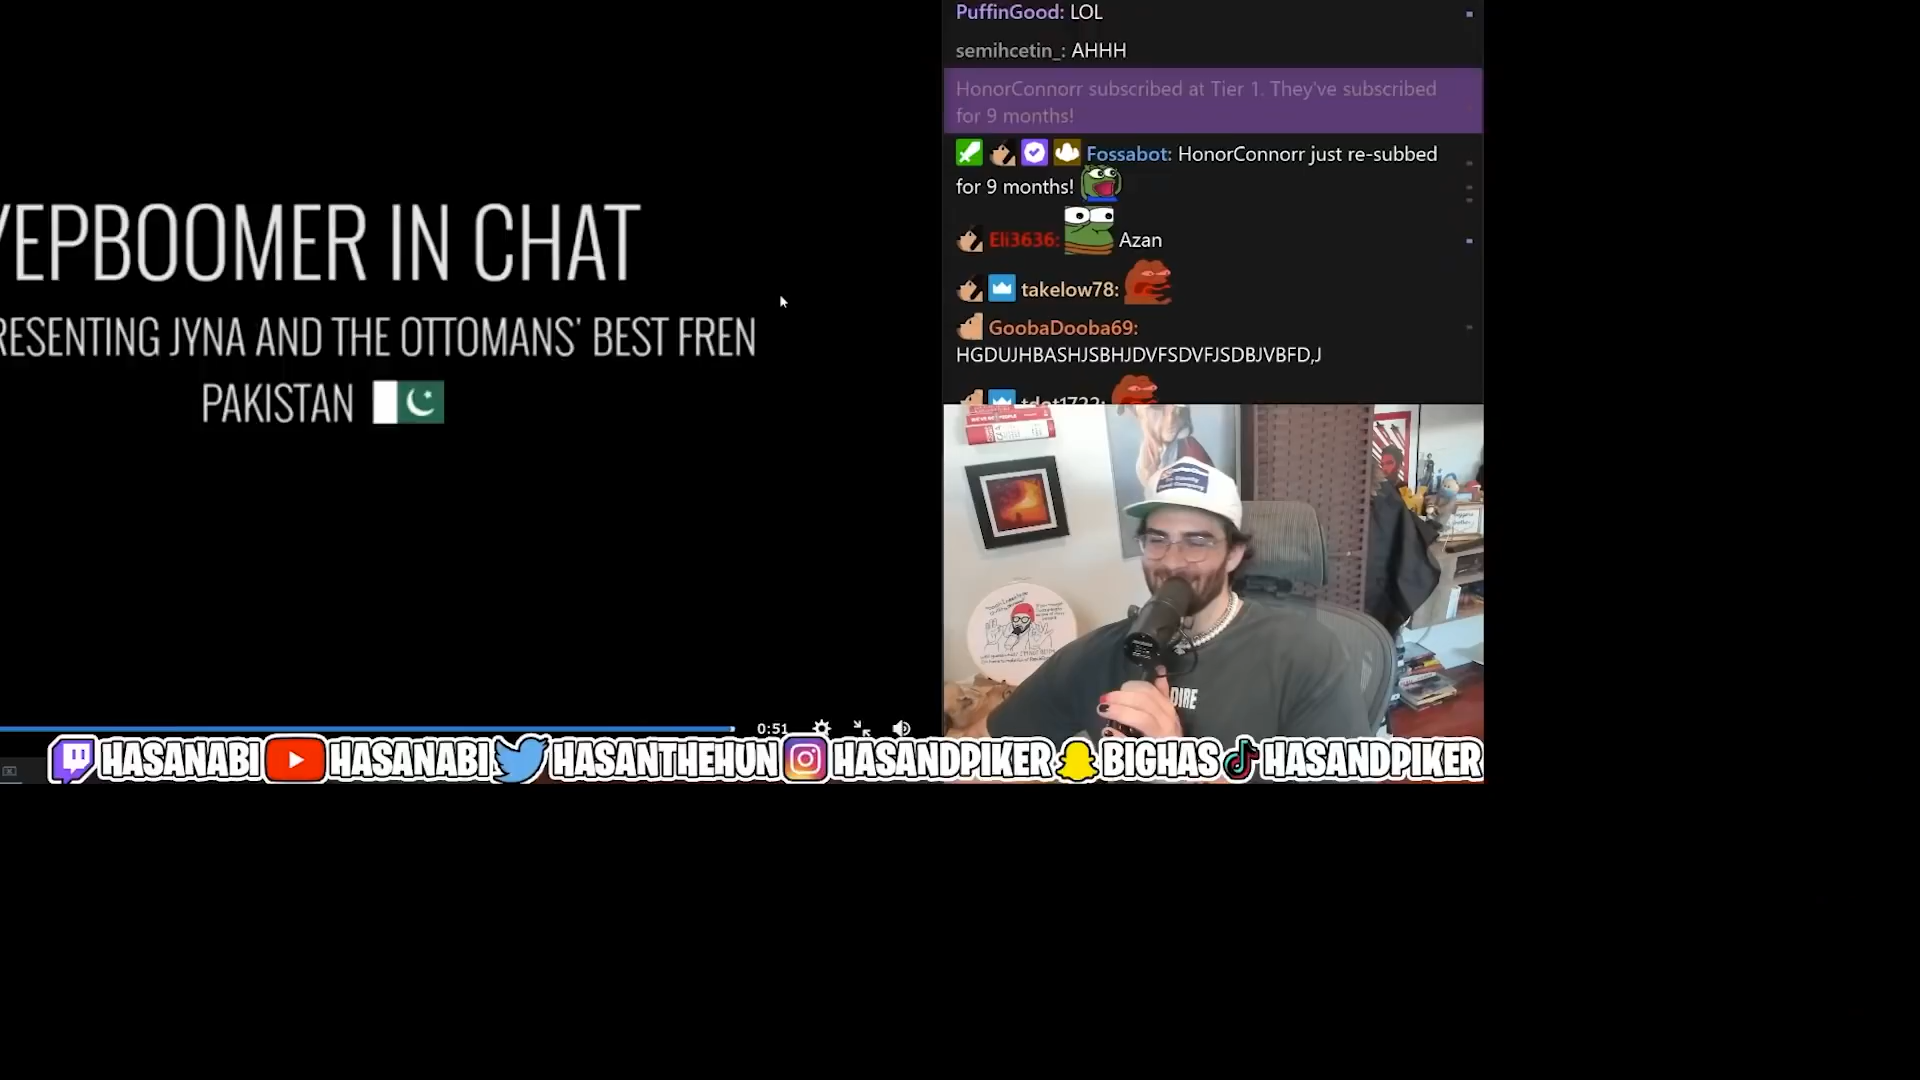 YEPBOOMER IN CHAT
RESENTING JYNA AND THE OTTOMANS' BEST FREN
PAKISTAN
0:51
PuffinGood: LOL
semihcetin_: AHHH
HonorConnorr subscribed at Tier 1. They've subscribed
for 9 months!
Fossabot: HonorConnorr just re-subbed
for 9 months!
Eli3636: Azan
takelow78:
GoobaDooba69:
HGDUJHBASHJSBHJDVFSDVFJSDBJVBFD,J
tdot1722:
HASANABI HASANABI HASANTHEHUN HASANDPIKER BIGHAS HASANDPIKER